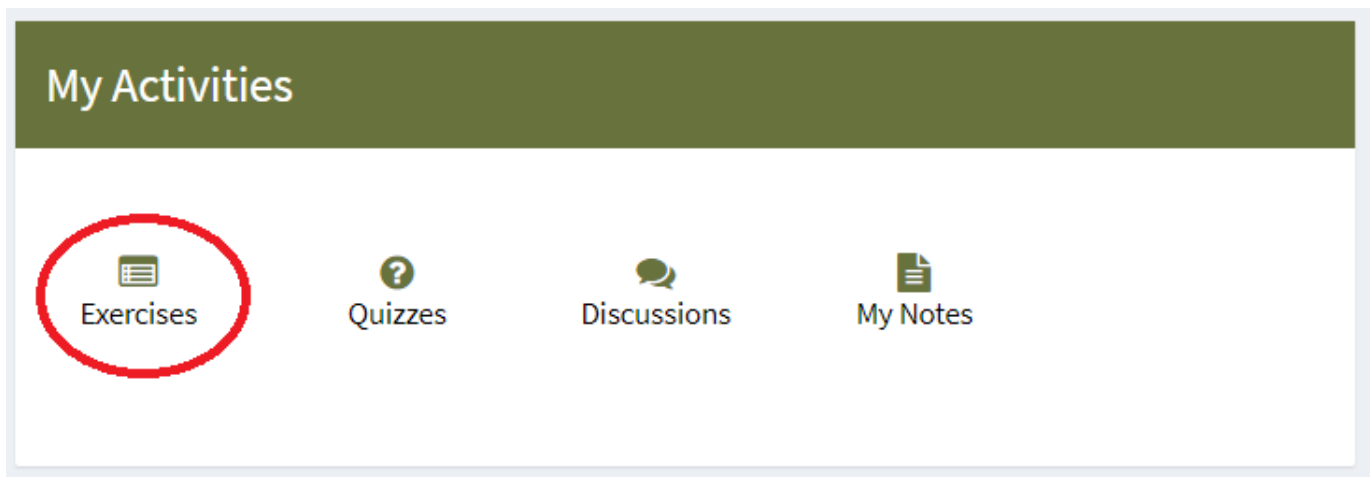 My Activities
Exercises
Quizzes
Discussions
My Notes